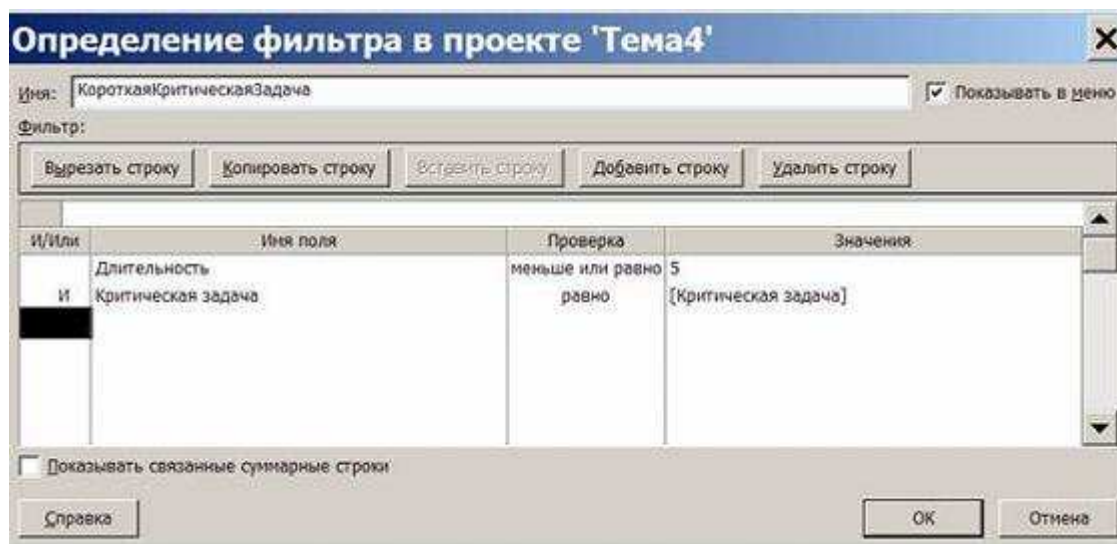 Определение фильтра в проекте 'Тема4'
Имя: КороткаяКритическаяЗадача Показывать в меню
Фильтр:
Вырезать строку Копировать строку Вставить строку Добавить строку Удалить строку
И/Или Имя поля Проверка Значения
Длительность меньше или равно 5
И Критическая задача равно [Критическая задача]
Показывать связанные суммарные строки
Справка ОК Отмена